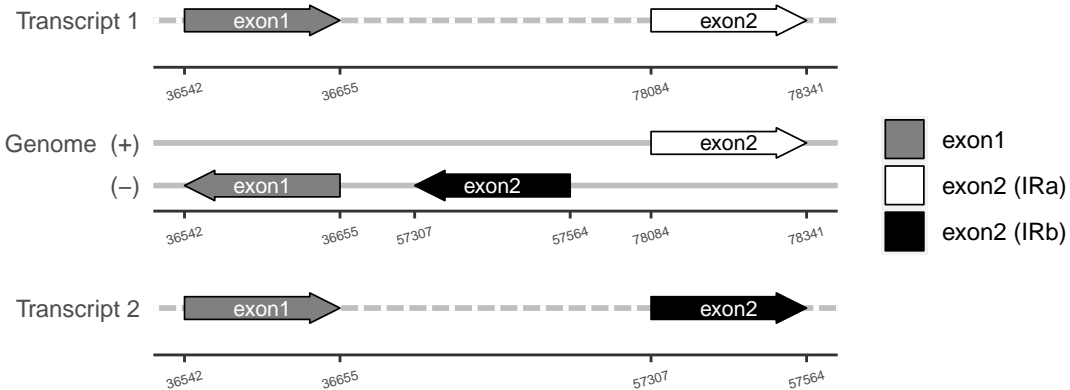 Transcript 1 exon1 exon2
36542 36655 78084 78341
Genome (+) exon2
(–) exon1 exon2
36542 36655 57307 57564 78084 78341
exon1
exon2 (IRa)
exon2 (IRb)
Transcript 2 exon1 exon2
36542 36655 57307 57564